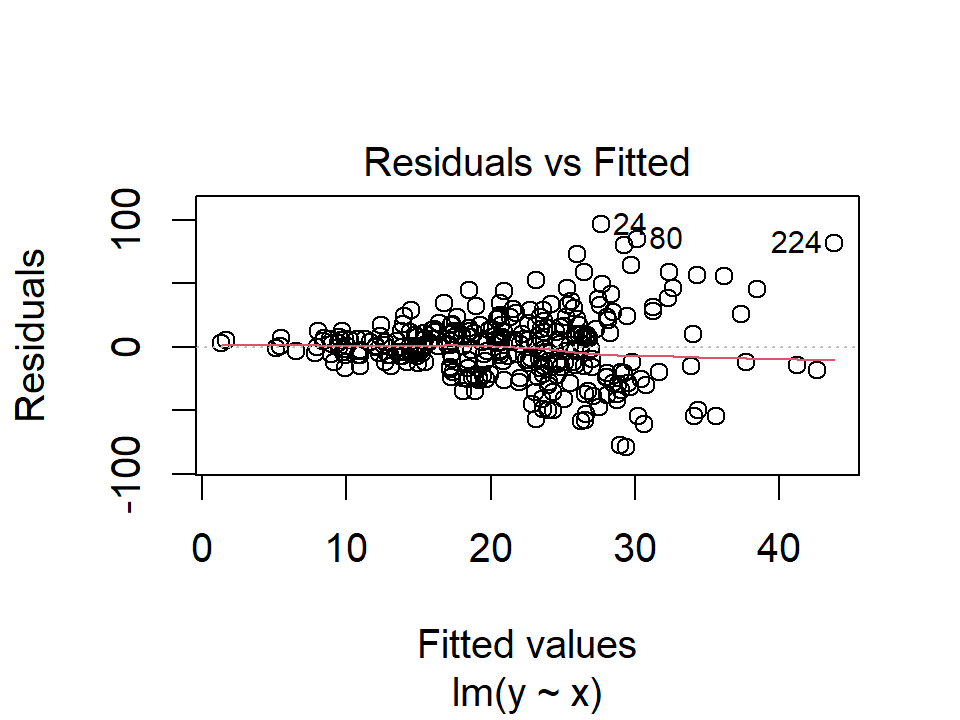 Residuals vs Fitted
Residuals
100
0
-100
24
80
224
0 10 20 30 40
Fitted values
lm(y ~ x)